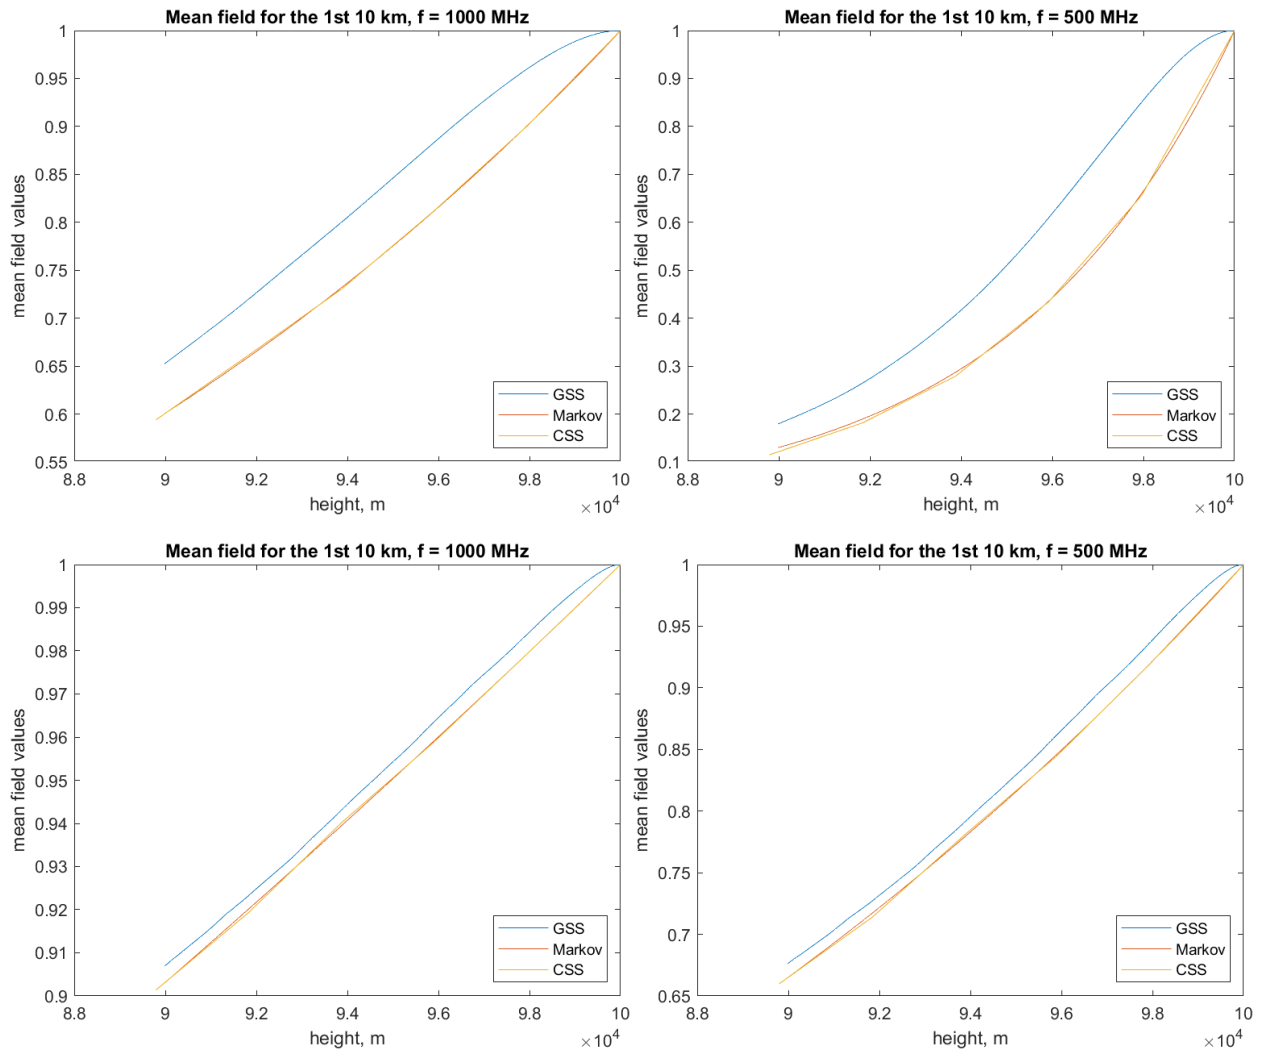 Mean field for the 1st 10 km, f = 1000 MHz
1
0.95
0.9
0.85
0.8
0.75
0.7
0.65
0.6
0.55
mean field values
8.8 9 9.2 9.4 9.6 9.8 10
height, m
×10^4
GSS
Markov
CSS
Mean field for the 1st 10 km, f = 500 MHz
1
0.9
0.8
0.7
0.6
0.5
0.4
0.3
0.2
0.1
mean field values
8.8 9 9.2 9.4 9.6 9.8 10
height, m
×10^4
GSS
Markov
CSS
Mean field for the 1st 10 km, f = 1000 MHz
1
0.99
0.98
0.97
0.96
0.95
0.94
0.93
0.92
0.91
0.9
mean field values
8.8 9 9.2 9.4 9.6 9.8 10
height, m
×10^4
GSS
Markov
CSS
Mean field for the 1st 10 km, f = 500 MHz
1
0.95
0.9
0.85
0.8
0.75
0.7
0.65
mean field values
8.8 9 9.2 9.4 9.6 9.8 10
height, m
×10^4
GSS
Markov
CSS